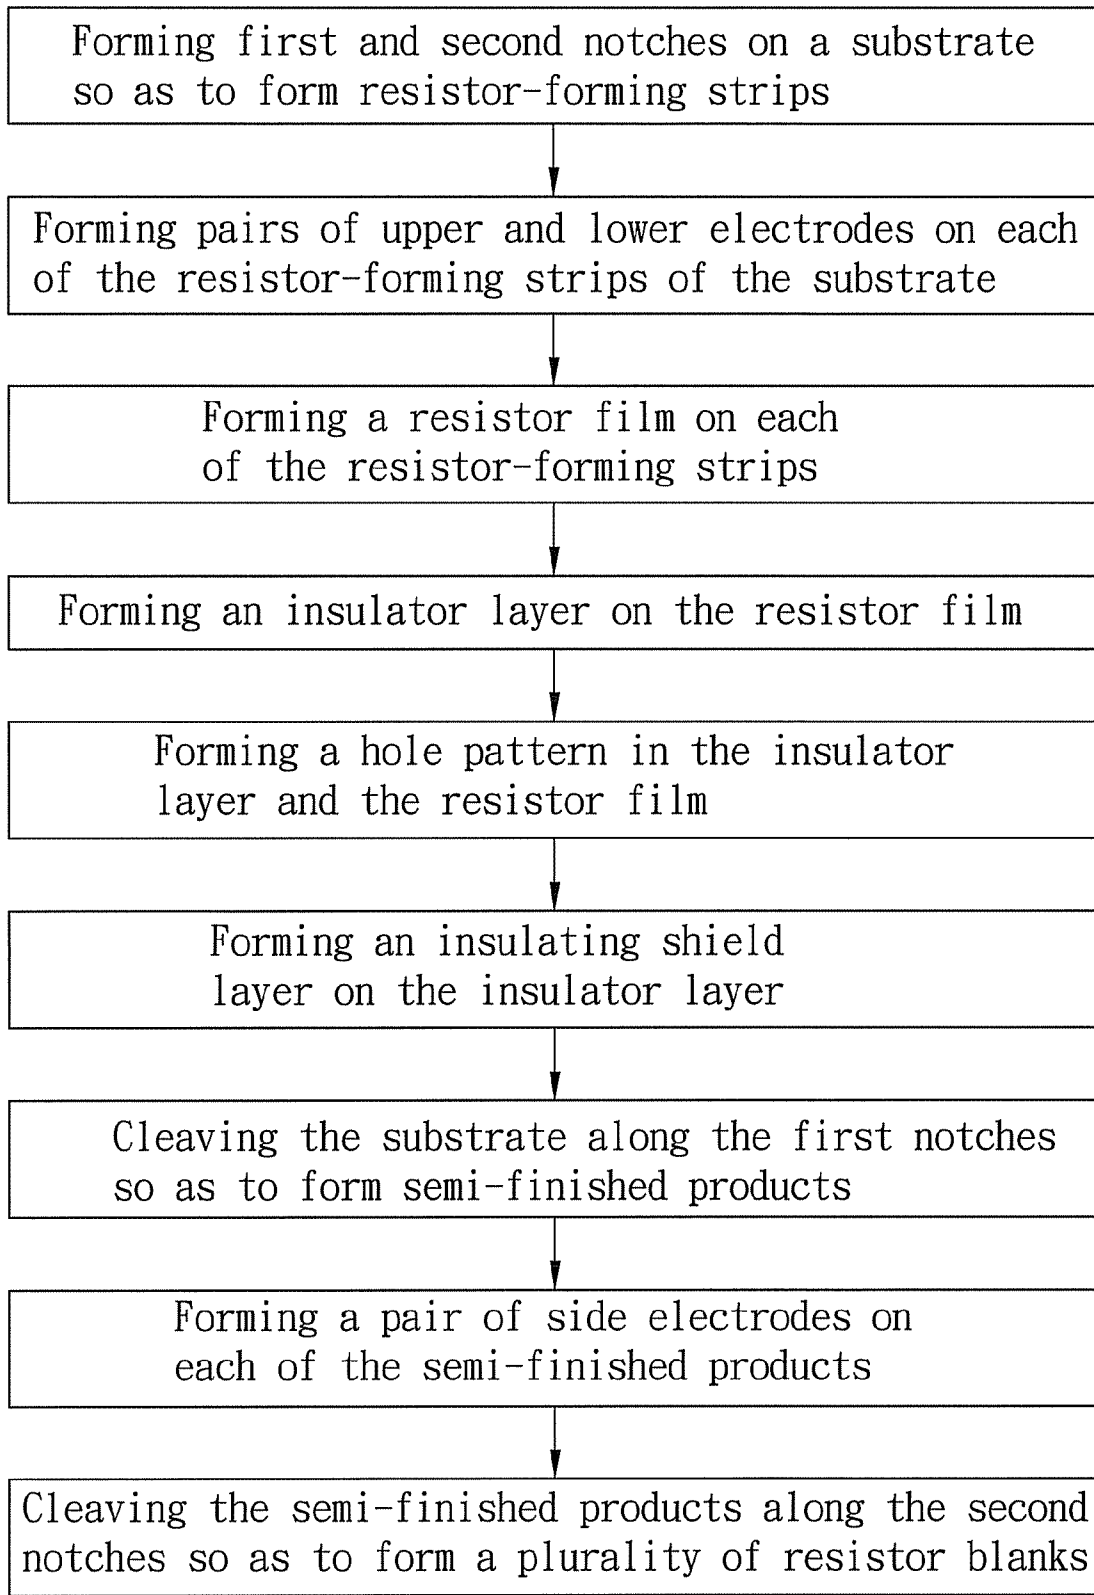 Forming first and second notches on a substrate
so as to form resistor-forming strips
Forming pairs of upper and lower electrodes on each
of the resistor-forming strips of the substrate
Forming a resistor film on each
of the resistor-forming strips
Forming an insulator layer on the resistor film
Forming a hole pattern in the insulator
layer and the resistor film
Forming an insulating shield
layer on the insulator layer
Cleaving the substrate along the first notches
so as to form semi-finished products
Forming a pair of side electrodes on
each of the semi-finished products
Cleaving the semi-finished products along the second
notches so as to form a plurality of resistor blanks